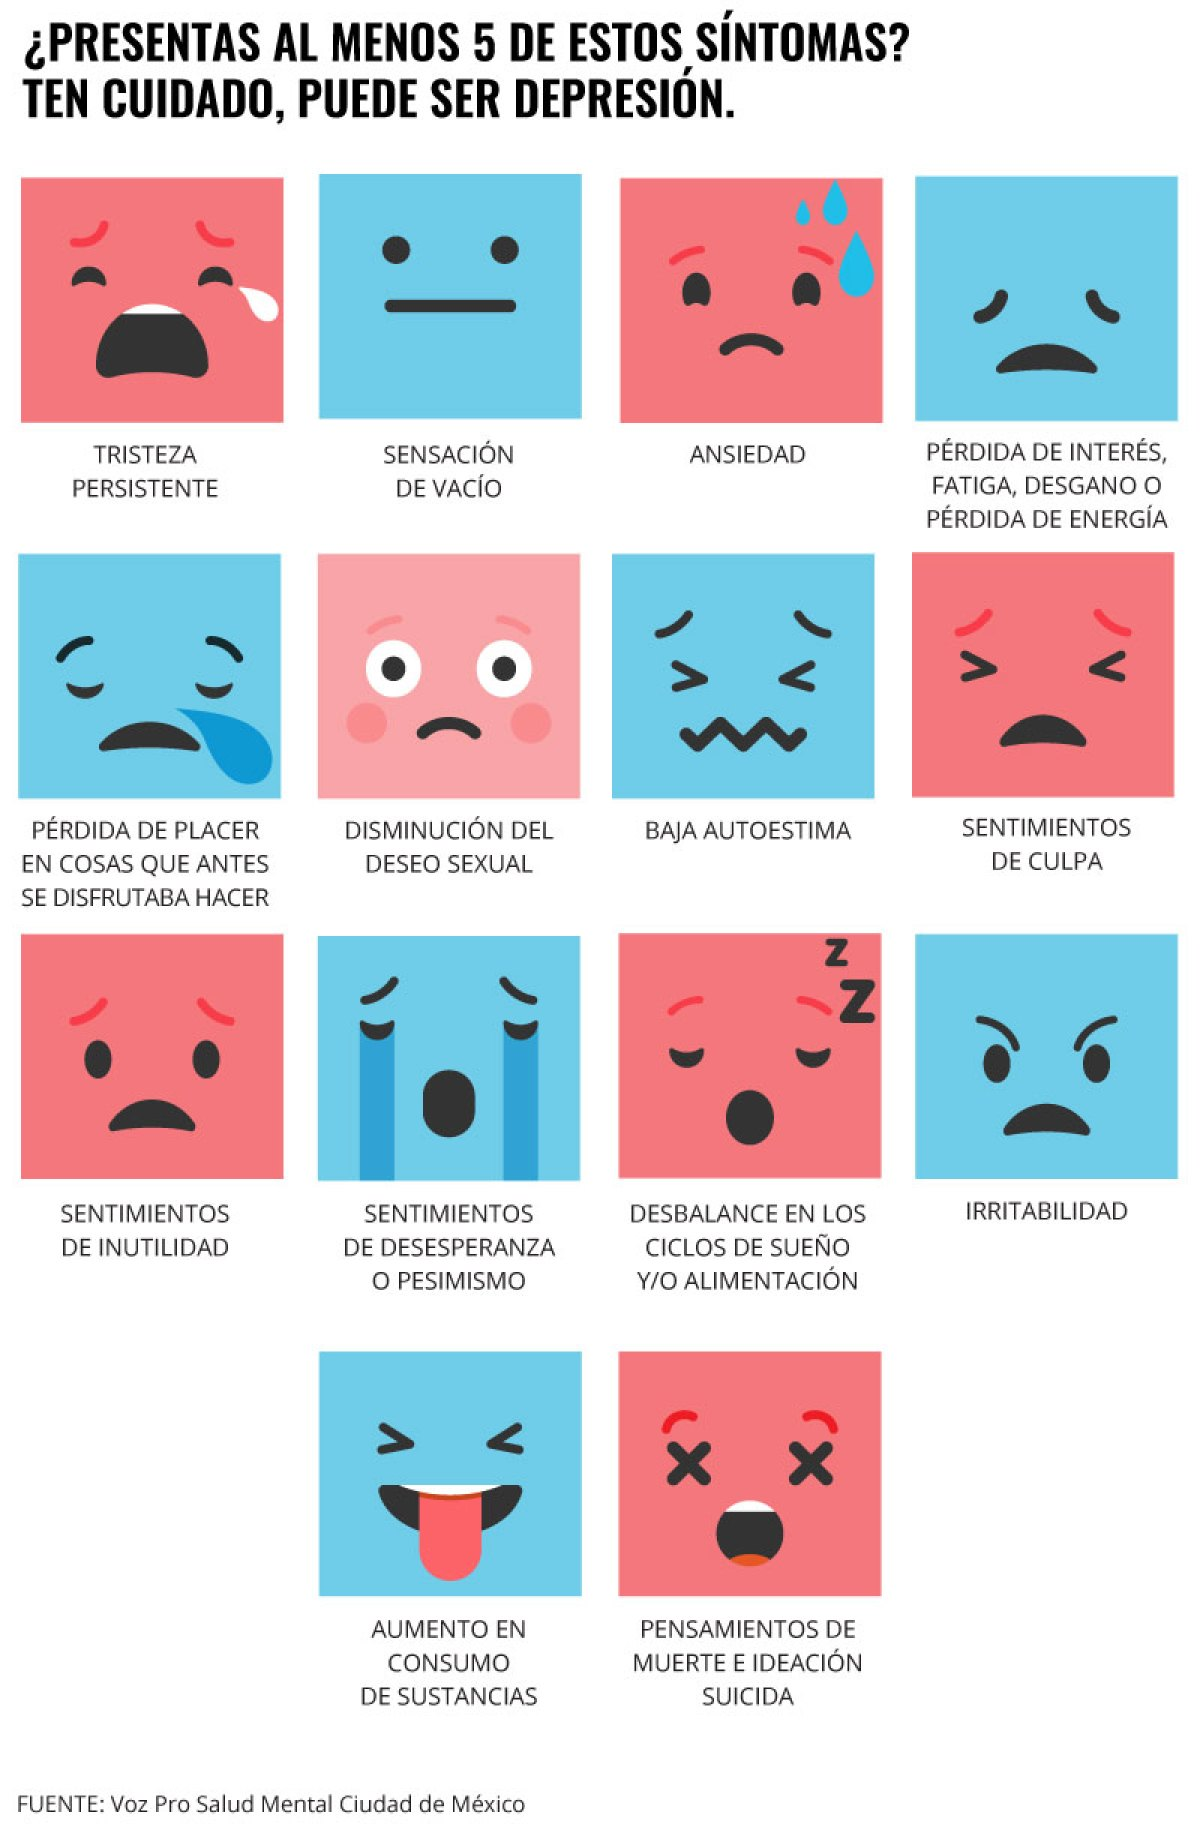 ¿PRESENTAS AL MENOS 5 DE ESTOS SÍNTOMAS?
TEN CUIDADO, PUEDE SER DEPRESIÓN.
TRISTEZA
PERSISTENTE
SENSACIÓN
DE VACÍO
ANSIEDAD
PÉRDIDA DE INTERÉS,
FATIGA, DESGANO O
PÉRDIDA DE ENERGÍA
PÉRDIDA DE PLACER
EN COSAS QUE ANTES
SE DISFRUTABA HACER
DISMINUCIÓN DEL
DESEO SEXUAL
BAJA AUTOESTIMA
SENTIMIENTOS
DE CULPA
SENTIMIENTOS
DE INUTILIDAD
SENTIMIENTOS
DE DESESPERANZA
O PESIMISMO
Z
Z
DESBALANCE EN LOS
CICLOS DE SUEÑO
Y/O ALIMENTACIÓN
IRRITABILIDAD
AUMENTO EN
CONSUMO
DE SUSTANCIAS
PENSAMIENTOS DE
MUERTE E IDEACIÓN
SUICIDA
FUENTE: Voz Pro Salud Mental Ciudad de México